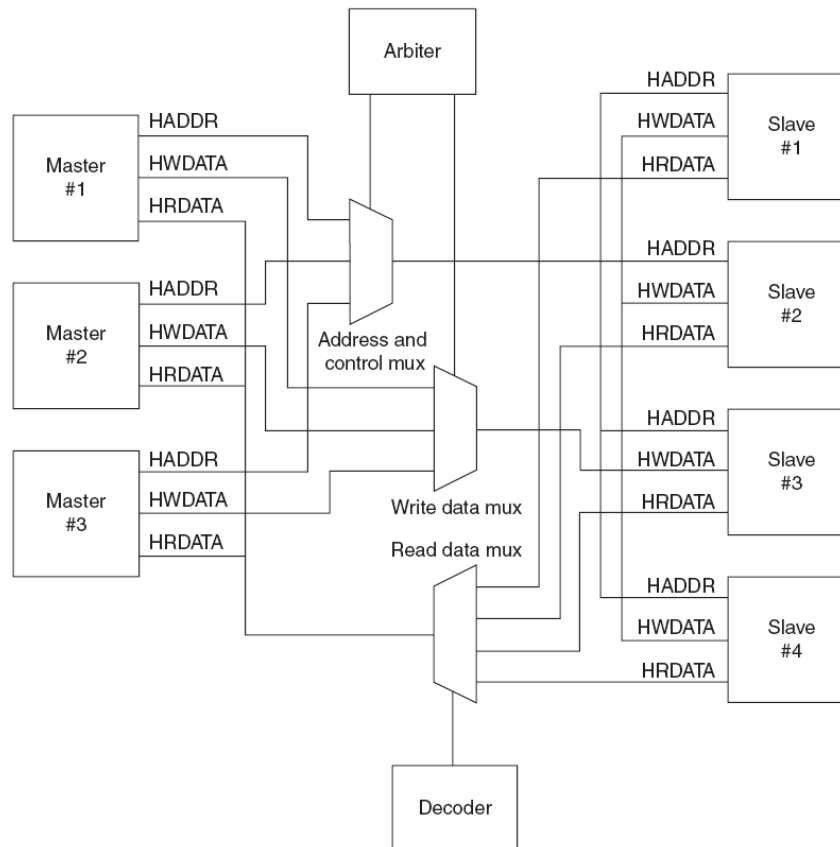 Arbiter
Master
#1
HADDR
HWDATA
HRDATA
Master
#2
HADDR
HWDATA
HRDATA
Master
#3
HADDR
HWDATA
HRDATA
Address and
control mux
Write data mux
Read data mux
Decoder
HADDR
HWDATA
HRDATA
Slave
#1
HADDR
HWDATA
HRDATA
Slave
#2
HADDR
HWDATA
HRDATA
Slave
#3
HADDR
HWDATA
HRDATA
Slave
#4